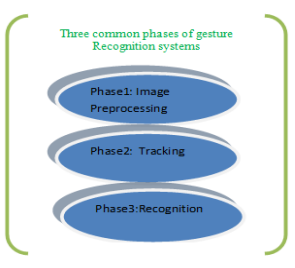 Three common phases of gesture
Recognition systems
Phase1: Image
Preprocessing
Phase2:  Tracking
Phase3:Recognition